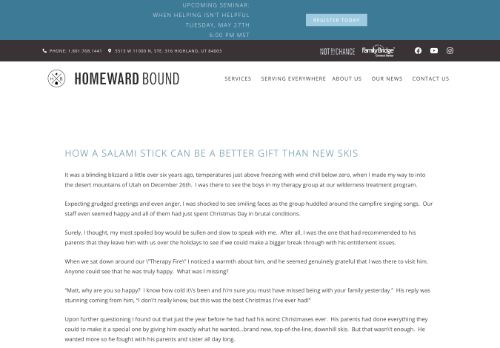 UPCOMING SEMINAR:
WHEN HELPING ISN'T HELPFUL
TUESDAY, MAY 27TH
6:00 PM MST
REGISTER TODAY
PHONE: 1.801.768.1441
5513 W 11000 N, STE. 316 HIGHLAND, UT 84003
NOT BY CHANCE
FamilyBridge
HOMEWARD BOUND
SERVICES
SERVING EVERYWHERE
ABOUT US
OUR NEWS
CONTACT US
HOW A SALAMI STICK CAN BE A BETTER GIFT THAN NEW SKIS
It was a blinding blizzard a little over six years ago, temperatures just above freezing with wind chill below zero, when I made my way into
the desert mountains of Utah on December 26th.  I was there to see the boys in my therapy group at our wilderness treatment program.
Expecting grudged greetings and even anger, I was shocked to see smiling faces as the group huddled around the campfire singing songs.  Our
staff even seemed happy and all of them had just spent Christmas Day in brutal conditions.
Surely, I thought, my most spoiled boy would be sullen and slow to speak with me.  After all, I was the one that had recommended to his
parents that they leave him with us over the holidays to see if we could make a bigger break through with his entitlement issues.
When we sat down around our \"Therapy Fire\" I noticed a warmth about him, and he seemed genuinely grateful that I was there to visit him.
Anyone could see that he was truly happy.  What was I missing?
"Matt, why are you so happy?  I know how cold it\'s been and I\'m sure you must have missed being with your family yesterday."  His reply was
stunning coming from him, "I don\'t really know, but this was the best Christmas I\'ve ever had!"
Upon further questioning I found out that just the year before he had had his worst Christmases ever.  His parents had done everything they
could to make it a special one by giving him exactly what he wanted...brand new, top-of-the-line, downhill skis.  But that wasn\'t enough.  He
wanted more so he fought with his parents and sister all day long.